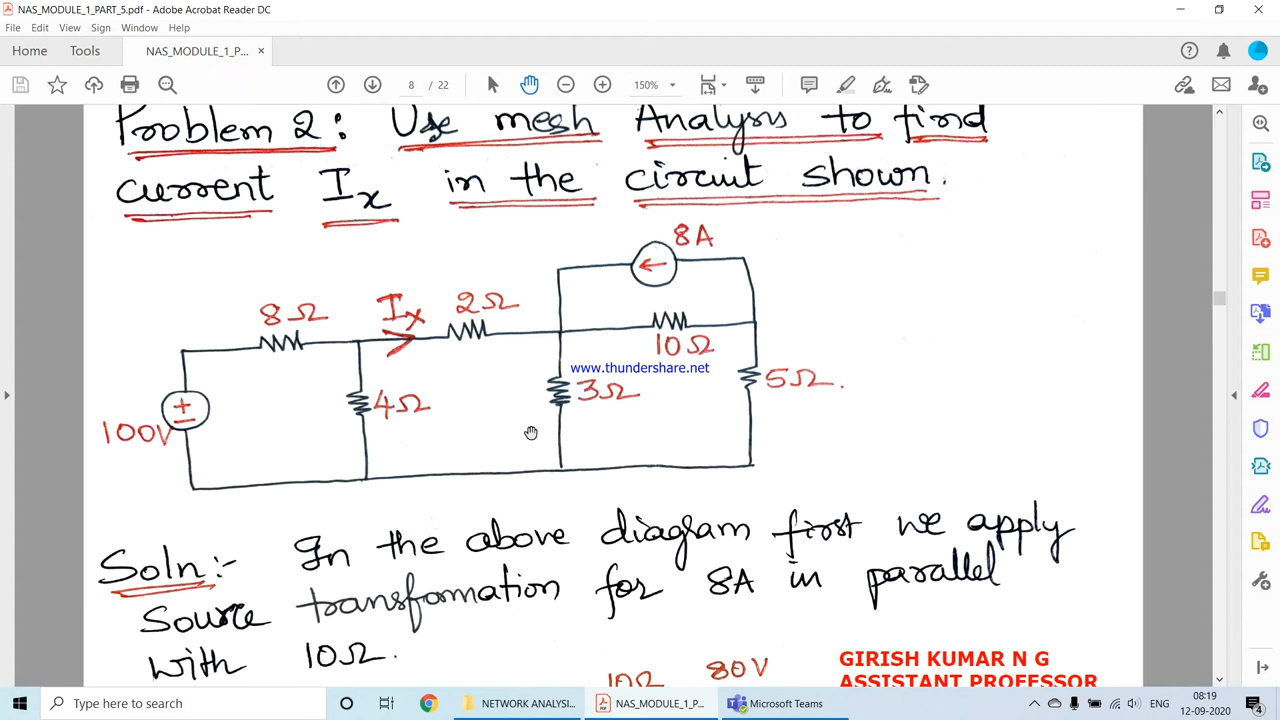 NAS_MODULE_1_PART_5.pdf - Adobe Acrobat Reader DC
File Edit View Sign Window Help
Home Tools NAS_MODULE_1_P... ×
8 / 22 150%
Problem 2: Use mesh Analysis to find
current Ix in the circuit shown.
8A
8Ω Ix 2Ω
10Ω
www.thundershare.net
+ 4Ω 3Ω 5Ω.
100V
Soln:- In the above diagram first we apply
Source transformation for 8A in parallel
with 10Ω.
10Ω 80V
GIRISH KUMAR N G
ASSISTANT PROFESSOR
Type here to search NETWORK ANALYSI... NAS_MODULE_1_P... Microsoft Teams 08:19
12-09-2020 4